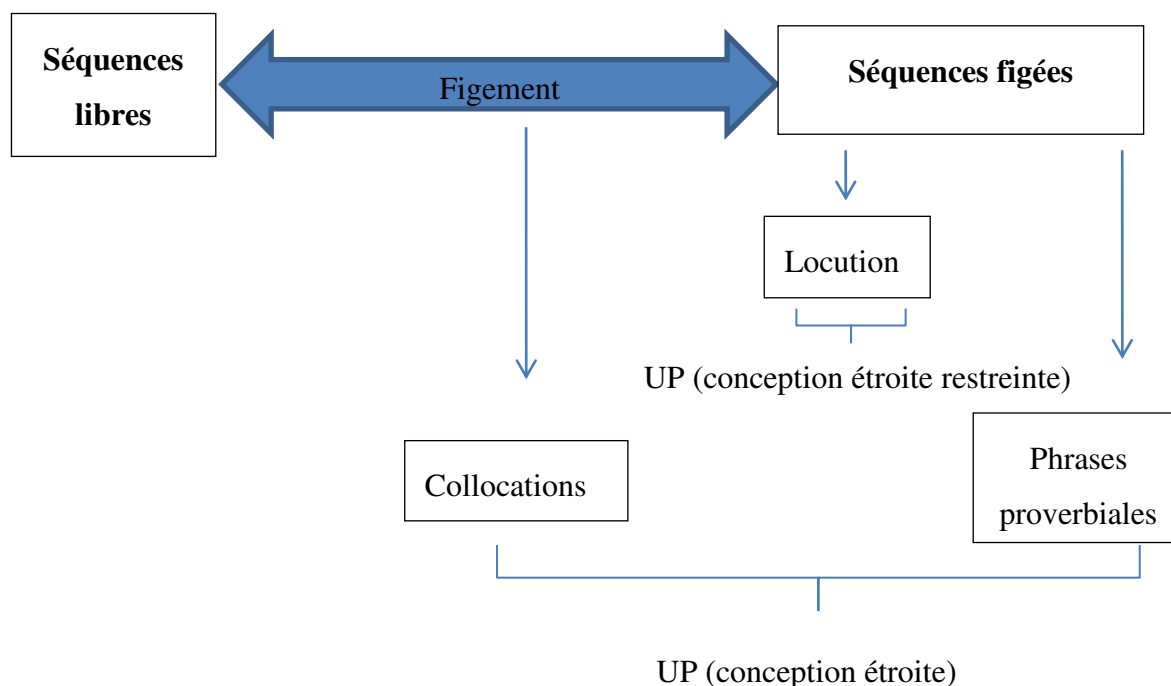 Séquences
libres
Figement
Séquences figées
Locution
UP (conception étroite restreinte)
Collocations
Phrases
proverbiales
UP (conception étroite)